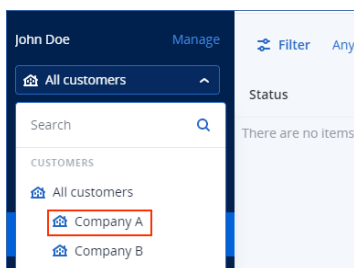 John Doe Manage
All customers
Search
CUSTOMERS
All customers
Company A
Company B
Filter Any
Status
There are no items